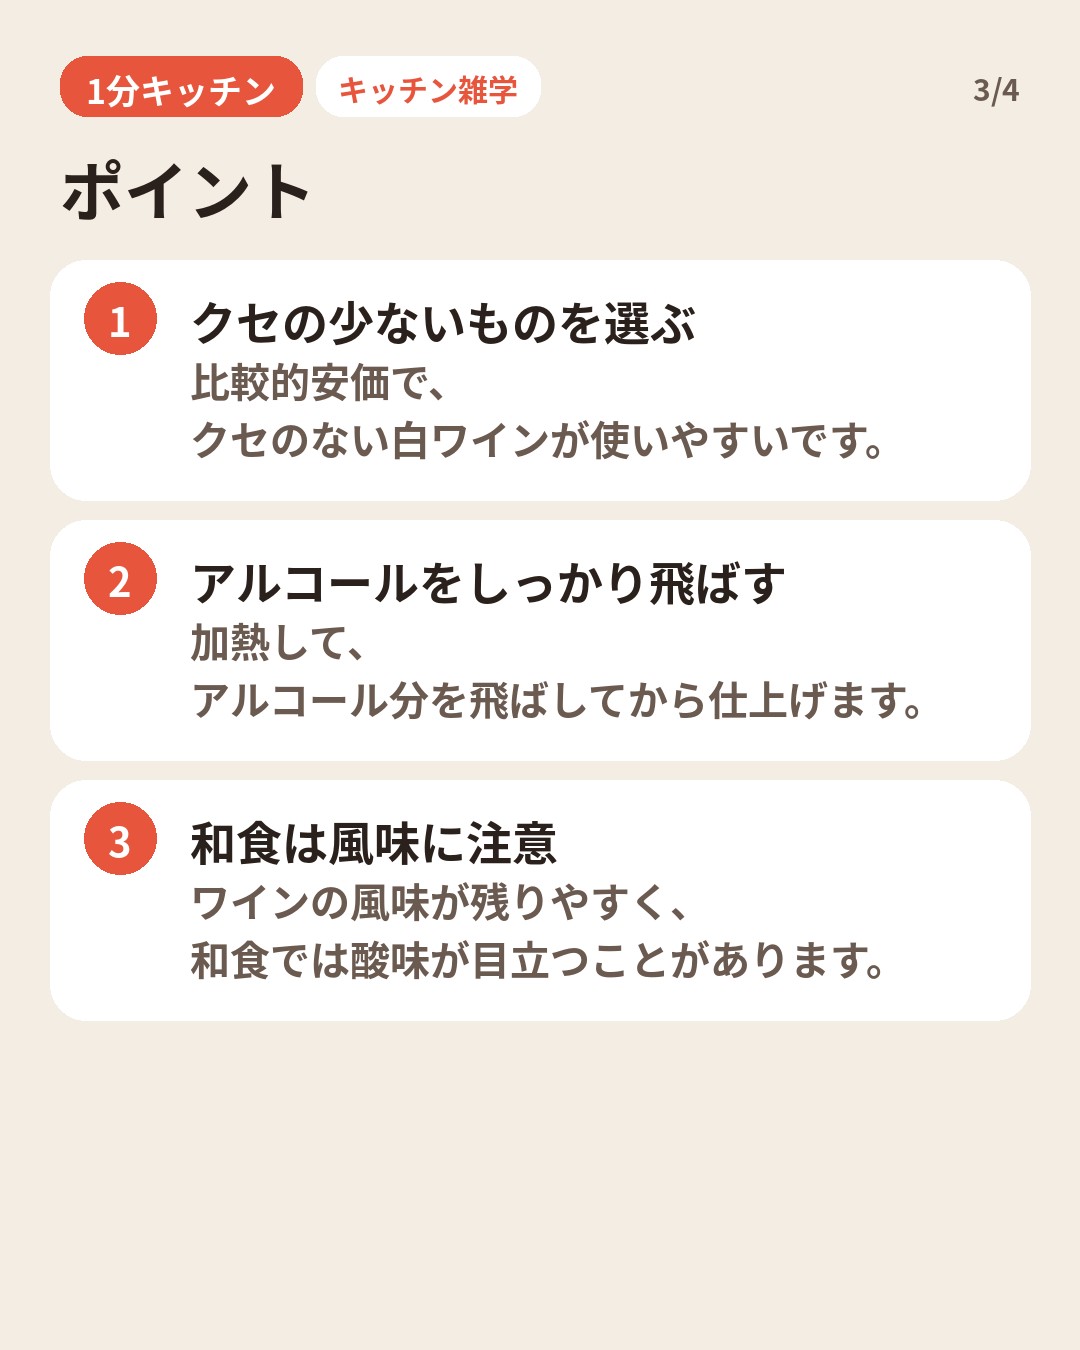 1分キッチン
キッチン雑学
3/4
ポイント
1
クセの少ないものを選ぶ
比較的安価で、
クセのない白ワインが使いやすいです。
2
アルコールをしっかり飛ばす
加熱して、
アルコール分を飛ばしてから仕上げます。
3
和食は風味に注意
ワインの風味が残りやすく、
和食では酸味が目立つことがあります。